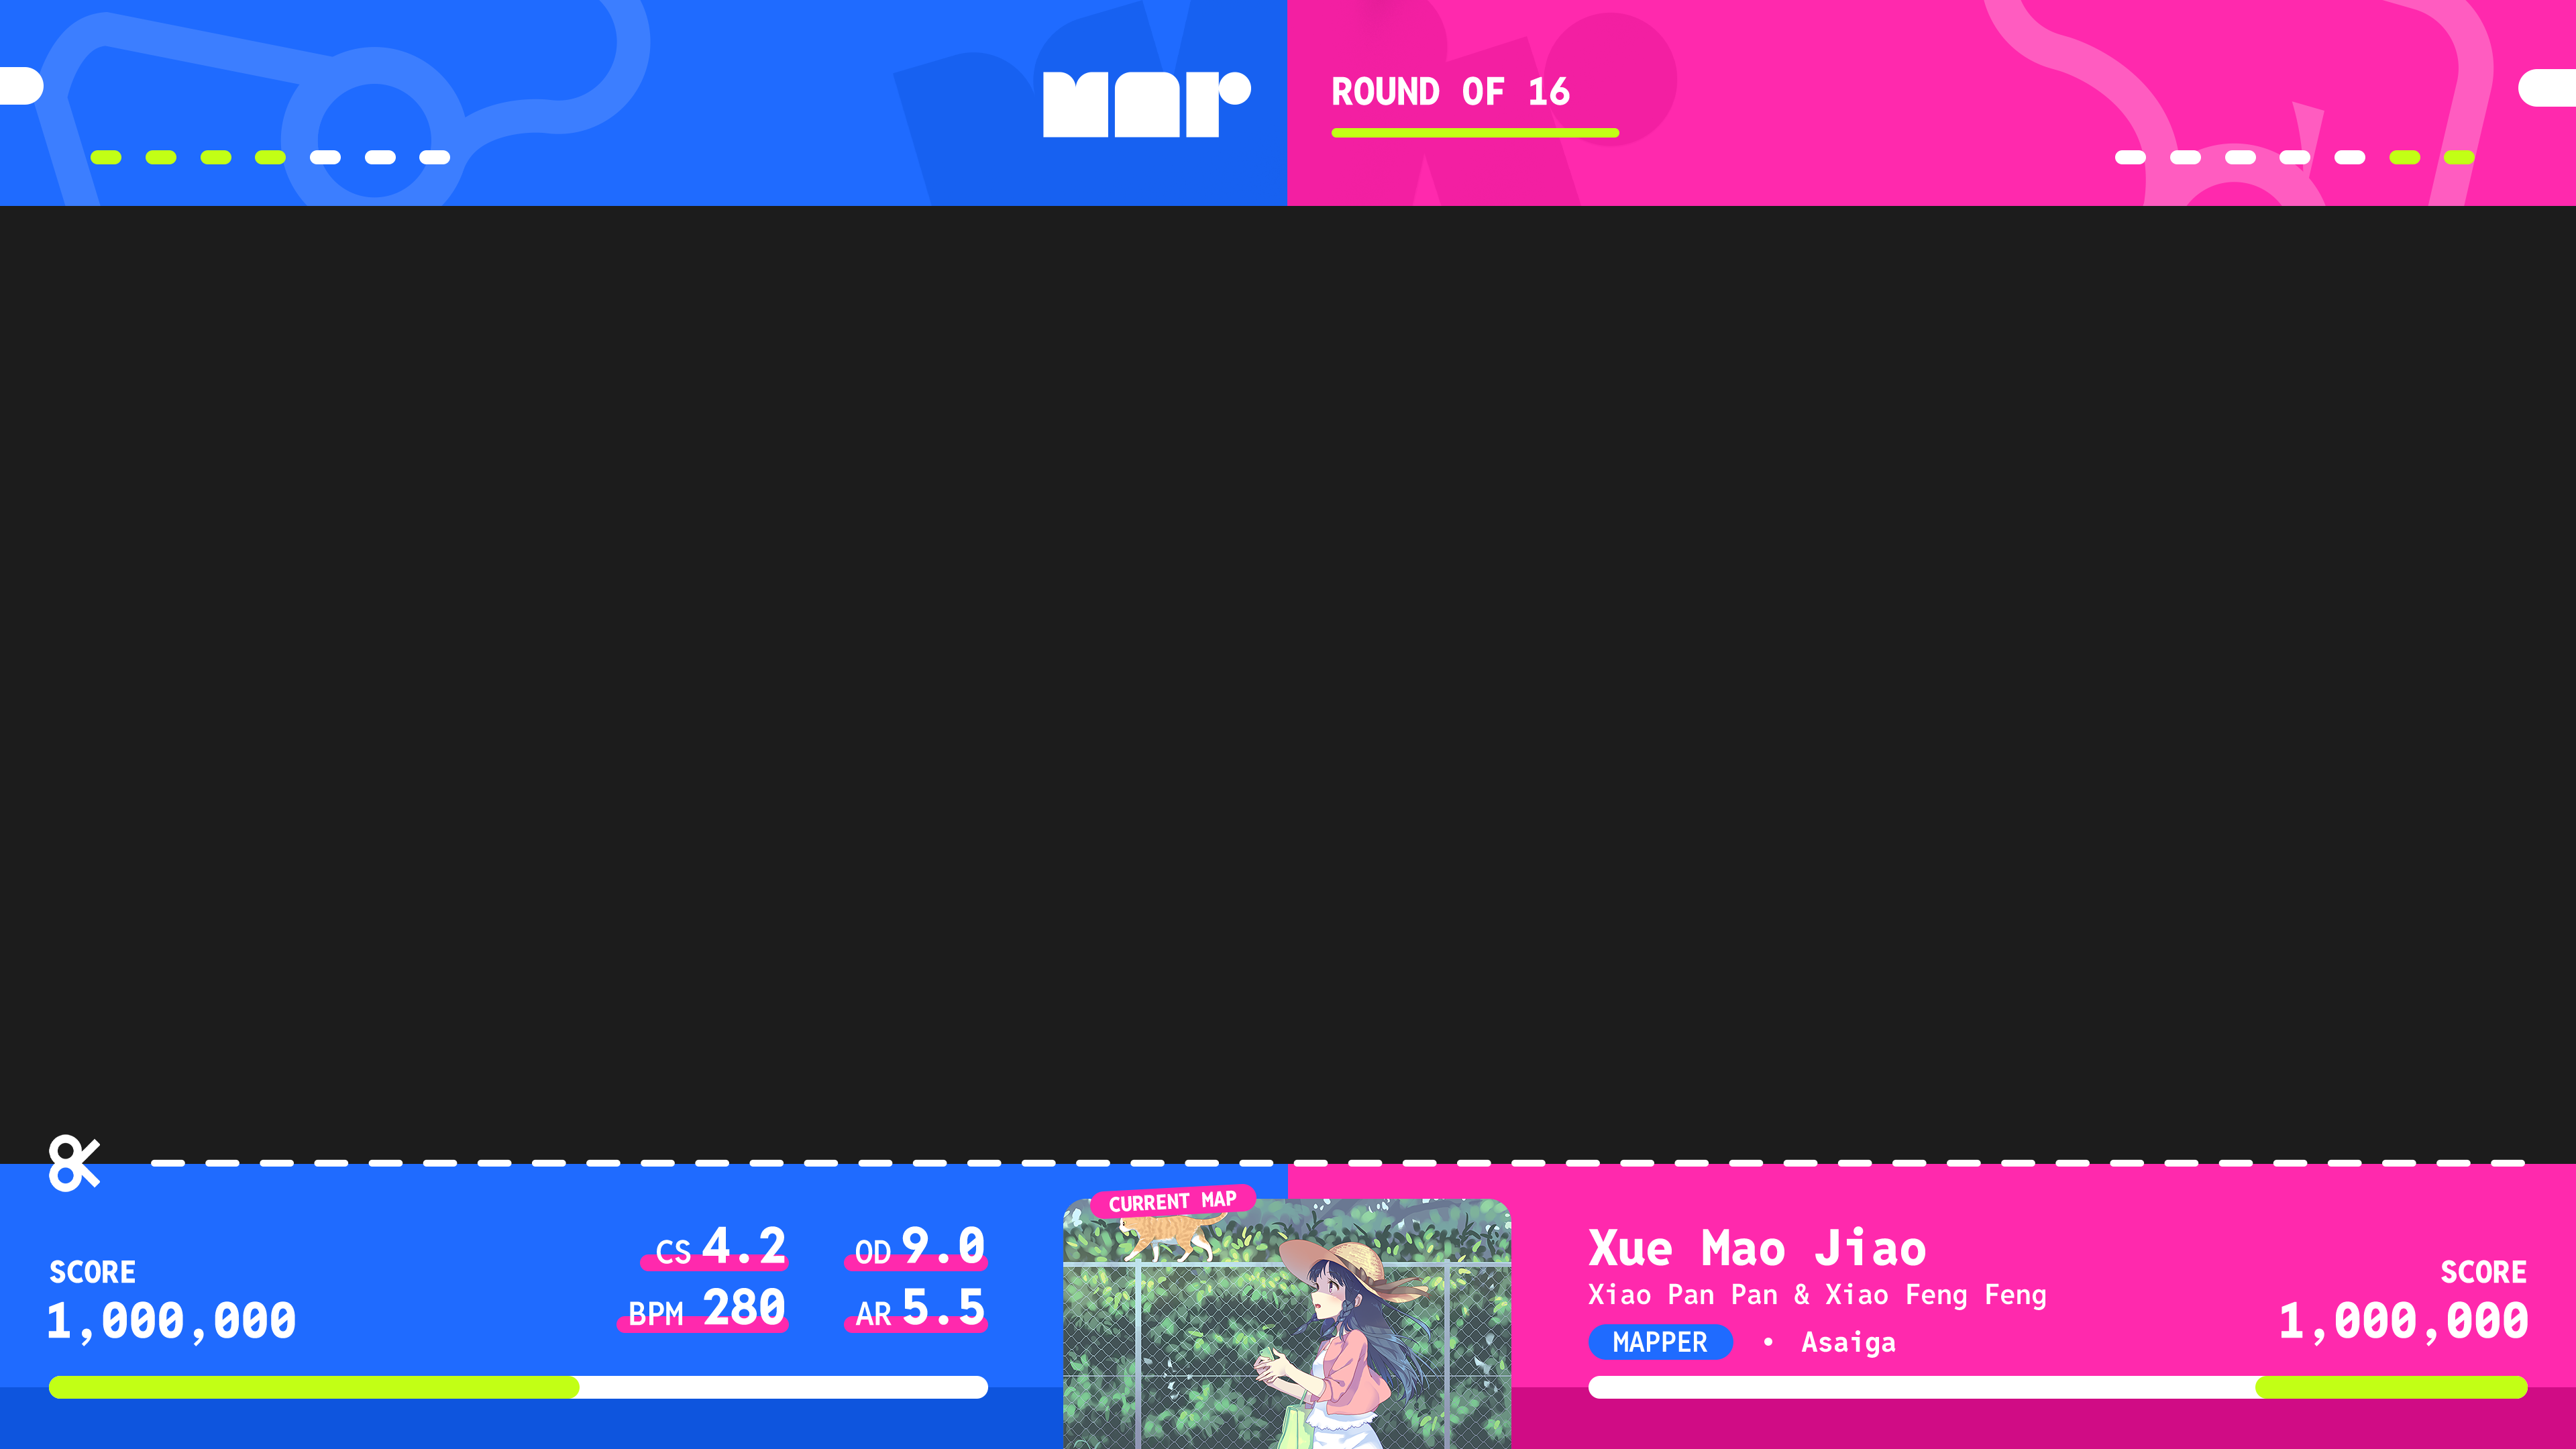 mar
ROUND OF 16
SCORE
1,000,000
CS 4.2
OD 9.0
BPM 280
AR 5.5
CURRENT MAP
Xue Mao Jiao
Xiao Pan Pan & Xiao Feng Feng
MAPPER • Asaiga
SCORE
1,000,000